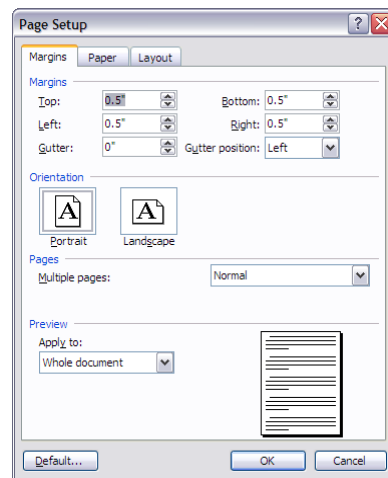 Page Setup
Margins Paper Layout
Margins
Top: 0.5" Bottom: 0.5"
Left: 0.5" Right: 0.5"
Gutter: 0" Gutter position: Left
Orientation
A A
Portrait Landscape
Pages
Multiple pages: Normal
Preview
Apply to:
Whole document
Default... OK Cancel